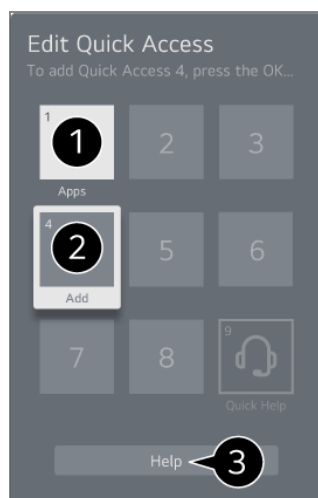 Edit Quick Access
To add Quick Access 4, press the OK...
1
1
2
3
Apps
4
2
5
6
Add
7
8
9
Quick Help
Help
3